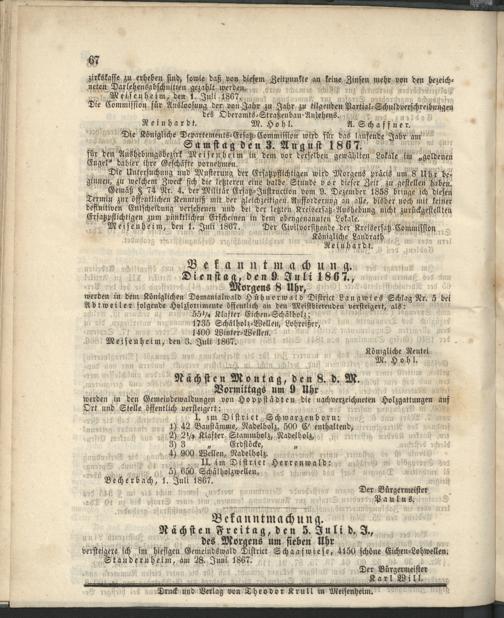 67
zirkskasse zu erheben sind, sowie daß von diesem Zeitpunkte an keine Zinsen mehr von den bezeich-
neten Darlehensabschnitten gezahlt werden.
Meisenheim, den 1. Juli 1867.
Die Commission für Ausloosung der von Jahr zu Jahr zu tilgenden Partial-Schuldverschreibungen
des Oberamts-Straßenbau-Anlehens.
Reinhardt. M. Hohl. A. Schaffner.
Die Königliche Departements-Ersatz-Commission wird für das laufende Jahr am
Samstag den 3. August 1867.
für den Aushebungsbezirk Meisenheim in dem vor derselben gewählten Lokale im "goldenen
Engel" dahier ihre Geschäfte vornehmen.
Die Untersuchung und Musterung der Ersatzpflichtigen wird Morgens präcis um 8 Uhr be-
ginnen, zu welchem Zweck sich die letzteren eine halbe Stunde vor dieser Zeit zu gestellen haben.
Gemäß § 74 Nr. 4, der Militär Ersatz-Instruction vom 9. Dezember 1858 bringe ich diesen
Termin zur öffentlichen Kenntniß mit der gleichzeitigen Aufforderung an alle, bisher noch mit keiner
definitiven Entscheidung versehenen und bei der letzten Kreisersatz-Aushebung nicht zurückgestellten
Ersatzpflichtigen zum pünktlichen Erscheinen in dem obengenannten Lokale.
Meisenheim, den 1. Juli 1867. Der Civilvorsitzende der Kreisersatz-Commission
Königliche Landrath
Reinhardt.
Bekanntmachung.
Dienstag, den 9. Juli 1867.,
Morgens 8 Uhr,
werden in dem Königlichen Domanialwald Hühnerwald District Langwies Schlag Nr. 5 bei
Abtweiler folgende Holzsortimente öffentlich an den Meistbietenden versteigert, als:
55¼ Klafter Eichen-Schälholz;
1735 Schälholz-Wellen, Lohreißer,
1400 Winter-Wellen.
Meisenheim, den 3. Juli 1867.
Königliche Rentei
M. Hohl.
Nächsten Montag, den 8. d. M.
Vormittags um 9 Uhr
werden in den Gemeindewaldungen von Hoppstädten die nachverzeichneten Holzgattungen auf
Ort und Stelle öffentlich versteigert:
I. im District Schwarzenborn:
1) 42 Baustämme, Nadelholz, 500 C' enthaltend,
2) 2¼ Klafter, Stammholz, Nadelholz,
3) 3 " Erdstöcke, "
4) 900 Wellen, Nadelholz.
II. im District Herrenwald:
5) 650 Schälholzwellen.
Becherbach, 1. Juli 1867.
Der Bürgermeister
Paulus.
Bekanntmachung.
Nächsten Freitag, den 5. Juli d. J.,
des Morgens um sieben Uhr
versteigert sich im hiesigen Gemeindswald District Schaafwiese, 4150 schöne Eichen-Lohwellen.
Staudernheim, am 28. Juni 1867.
Der Bürgermeister
Karl Will.
Druck und Verlag von Theodor Krull in Meisenheim.